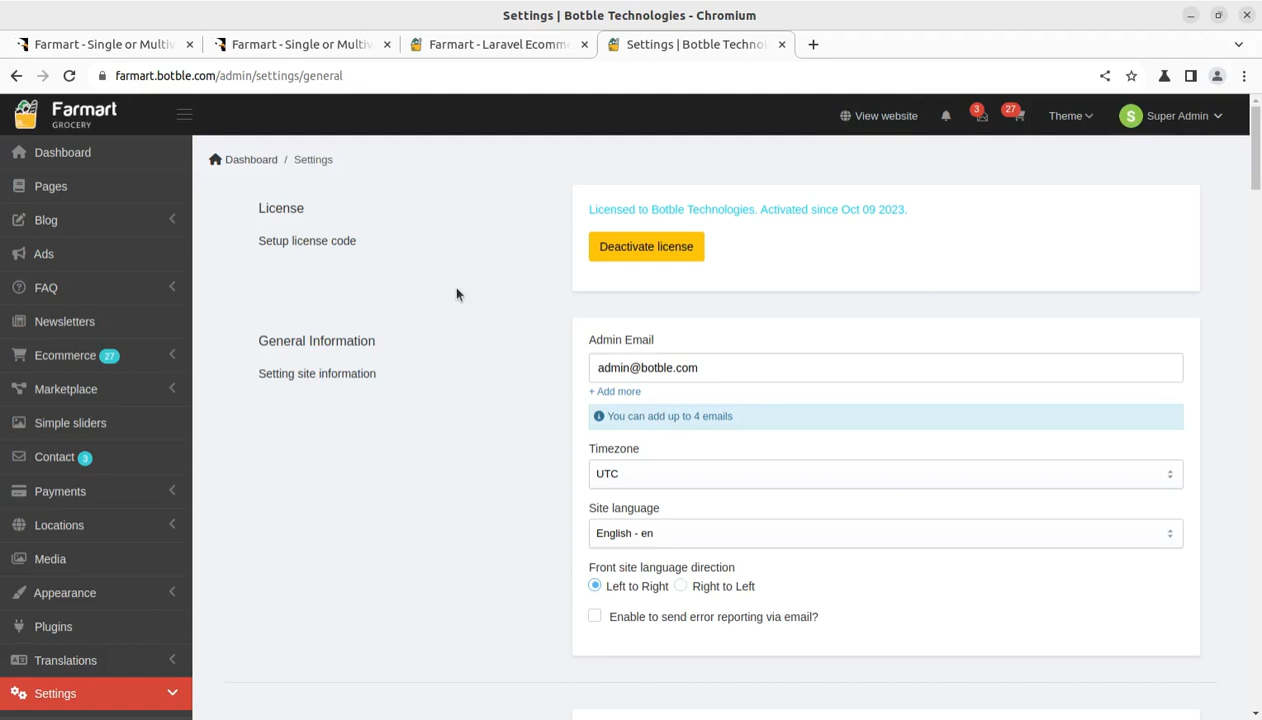 Settings | Botble Technologies - Chromium
Farmart - Single or Multiv
Farmart - Single or Multiv
Farmart - Laravel Ecomme
Settings | Botble Technol
farmart.botble.com/admin/settings/general
Farmart
GROCERY
View website
3
27
Theme
S
Super Admin
Dashboard
Pages
Blog
Ads
FAQ
Newsletters
Ecommerce 27
Marketplace
Simple sliders
Contact 3
Payments
Locations
Media
Appearance
Plugins
Translations
Settings
Dashboard / Settings
License
Setup license code
Licensed to Botble Technologies. Activated since Oct 09 2023.
Deactivate license
General Information
Setting site information
Admin Email
admin@botble.com
+ Add more
You can add up to 4 emails
Timezone
UTC
Site language
English - en
Front site language direction
Left to Right Right to Left
Enable to send error reporting via email?